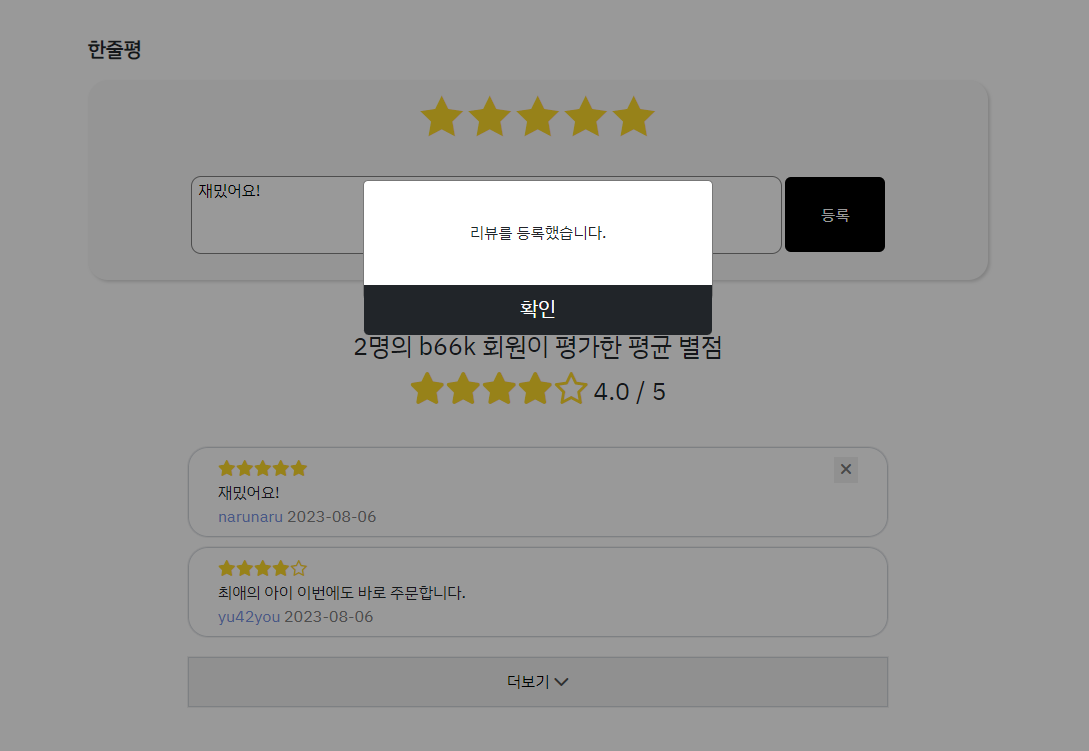 한줄평
재밌어요!
등록
리뷰를 등록했습니다.
확인
2명의 b66k 회원이 평가한 평균 별점
4.0 / 5
재밌어요!
narunaru 2023-08-06
최애의 아이 이번에도 바로 주문합니다.
yu42you 2023-08-06
더보기